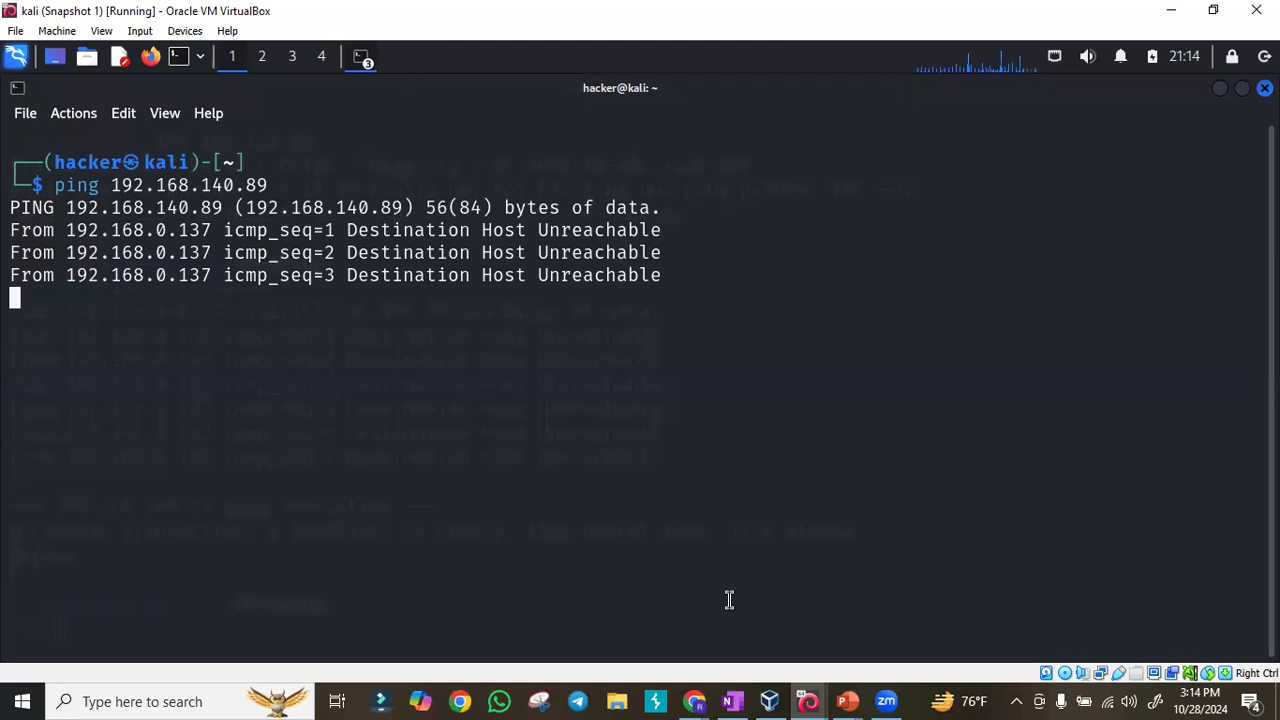 kali (Snapshot 1) [Running] - Oracle VM VirtualBox
File Machine View Input Devices Help
1 2 3 4 3 21:14
hacker@kali: ~
File Actions Edit View Help
┌──(hacker㉿kali)-[~]
└─$ ping 192.168.140.89
PING 192.168.140.89 (192.168.140.89) 56(84) bytes of data.
From 192.168.0.137 icmp_seq=1 Destination Host Unreachable
From 192.168.0.137 icmp_seq=2 Destination Host Unreachable
From 192.168.0.137 icmp_seq=3 Destination Host Unreachable
Right Ctrl
Type here to search
zm
76°F
3:14 PM
10/28/2024
4